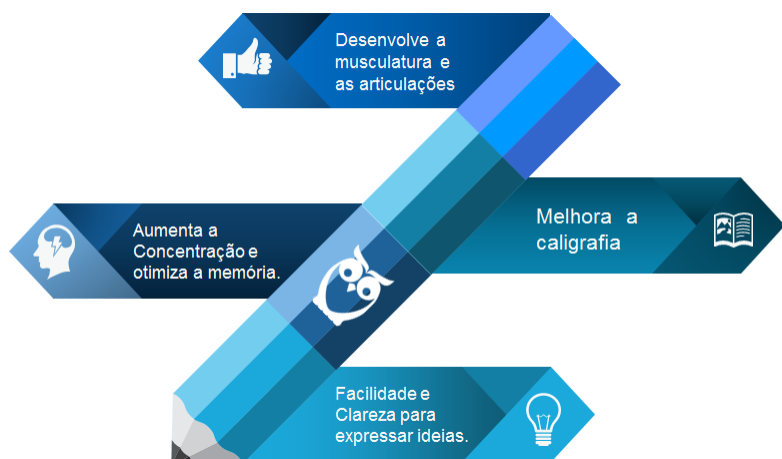 Desenvolve a
musculatura e
as articulações
Melhora a
caligrafia
Aumenta a
Concentração e
otimiza a memória.
Facilidade e
Clareza para
expressar ideias.